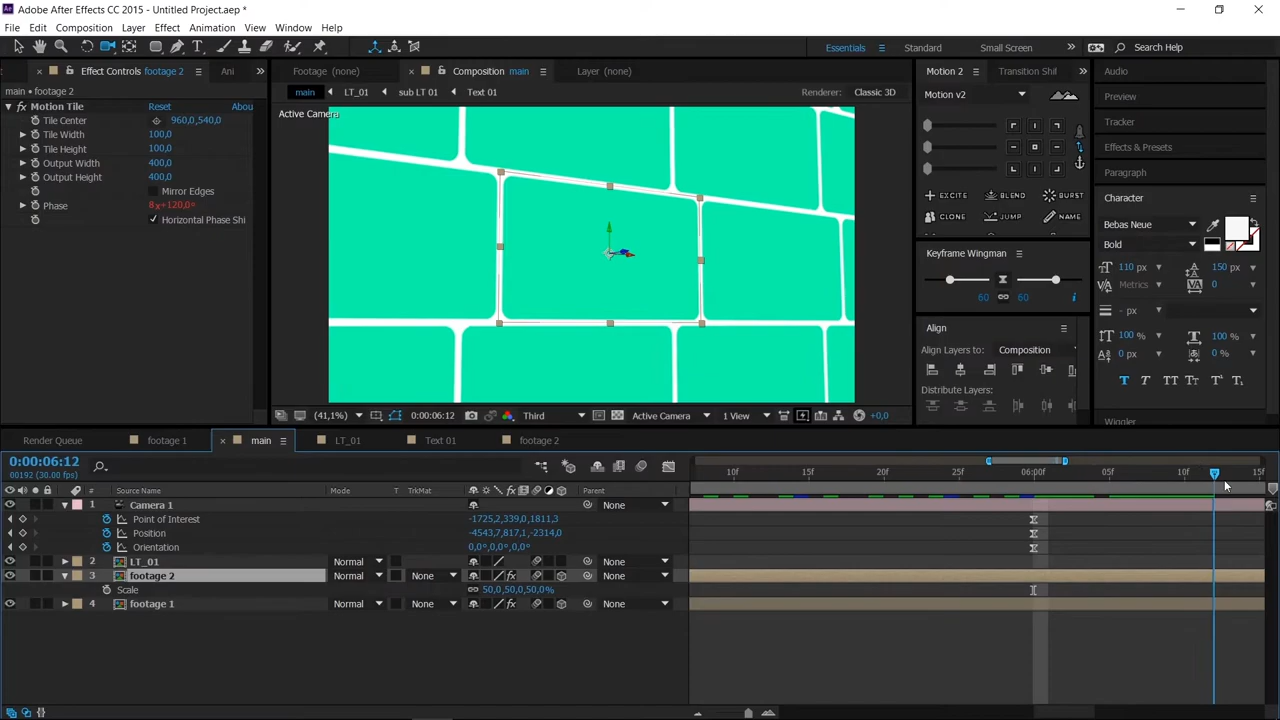 Adobe After Effects CC 2015 - Untitled Project.aep *
File Edit Composition Layer Effect Animation View Window Help
Essentials Standard Small Screen Search Help
Effect Controls footage 2 Ani
main • footage 2
Motion Tile Reset Abou
Tile Center 960,0,540,0
Tile Width 100,0
Tile Height 100,0
Output Width 400,0
Output Height 400,0
Mirror Edges
Phase 8x+120,0°
Horizontal Phase Shi
Footage (none) Composition main Layer (none)
main LT_01 sub LT 01 Text 01 Renderer: Classic 3D
Active Camera
(41,1%) 0:00:06:12 Third Active Camera 1 View +0,0
Motion 2 Transition Shif
Motion v2
EXCITE BLEND BURST
CLONE JUMP NAME
Keyframe Wingman
60 60
Align
Align Layers to: Composition
Distribute Layers:
Audio
Preview
Tracker
Effects & Presets
Paragraph
Character
Bebas Neue
Bold
110 px 150 px
Metrics 0
- px
100 % 100 %
0 px 0 %
T T TT Tt T¹ T₁
Wiggler
Render Queue footage 1 main LT_01 Text 01 footage 2
0:00:06:12
00192 (30.00 fps)
10f 15f 20f 25f 06:00f 05f 10f 15f
# Source Name Mode T TrkMat Parent
1 Camera 1 None
Point of Interest -1725,2,339,0,1811,3
Position -4543,7,817,1,-2314,0
Orientation 0,0°,0,0°,0,0°
2 LT_01 Normal None
3 footage 2 Normal None None
Scale 50,0,50,0,50,0%
4 footage 1 Normal None None